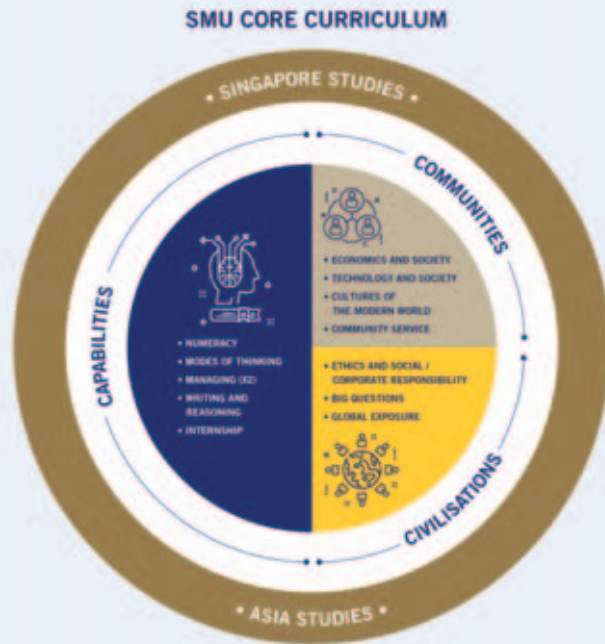 SMU CORE CURRICULUM
• SINGAPORE STUDIES •
COMMUNITIES
CAPABILITIES
• ECONOMICS AND SOCIETY
• TECHNOLOGY AND SOCIETY
• CULTURES OF
THE MODERN WORLD
• COMMUNITY SERVICE
• NUMERACY
• MODES OF THINKING
• MANAGING (X2)
• WRITING AND
REASONING
• INTERNSHIP
• ETHICS AND SOCIAL /
CORPORATE RESPONSIBILITY
• BIG QUESTIONS
• GLOBAL EXPOSURE
CIVILISATIONS
• ASIA STUDIES •